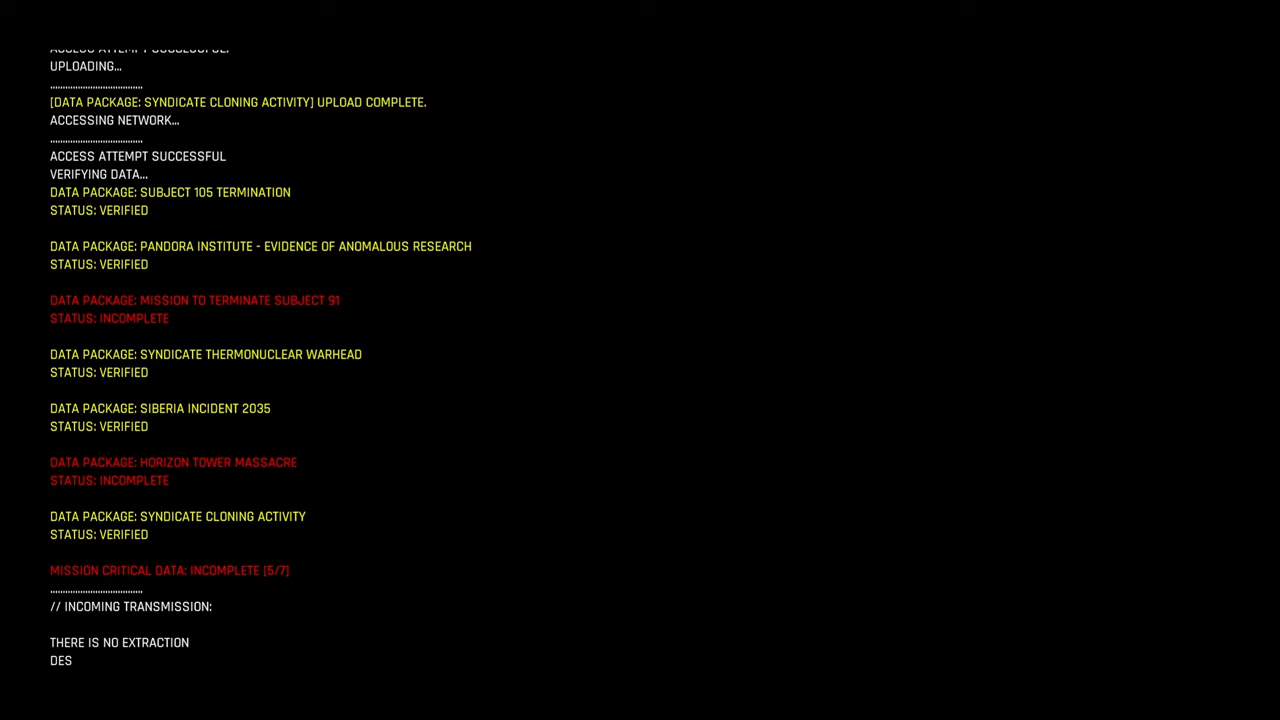 ACCESS ATTEMPT SUCCESSFUL.
UPLOADING...
.....................................
[DATA PACKAGE: SYNDICATE CLONING ACTIVITY] UPLOAD COMPLETE.
ACCESSING NETWORK...
.....................................
ACCESS ATTEMPT SUCCESSFUL
VERIFYING DATA...
DATA PACKAGE: SUBJECT 105 TERMINATION
STATUS: VERIFIED
DATA PACKAGE: PANDORA INSTITUTE - EVIDENCE OF ANOMALOUS RESEARCH
STATUS: VERIFIED
DATA PACKAGE: MISSION TO TERMINATE SUBJECT 91
STATUS: INCOMPLETE
DATA PACKAGE: SYNDICATE THERMONUCLEAR WARHEAD
STATUS: VERIFIED
DATA PACKAGE: SIBERIA INCIDENT 2035
STATUS: VERIFIED
DATA PACKAGE: HORIZON TOWER MASSACRE
STATUS: INCOMPLETE
DATA PACKAGE: SYNDICATE CLONING ACTIVITY
STATUS: VERIFIED
MISSION CRITICAL DATA: INCOMPLETE [5/7]
.....................................
// INCOMING TRANSMISSION:
THERE IS NO EXTRACTION
DES